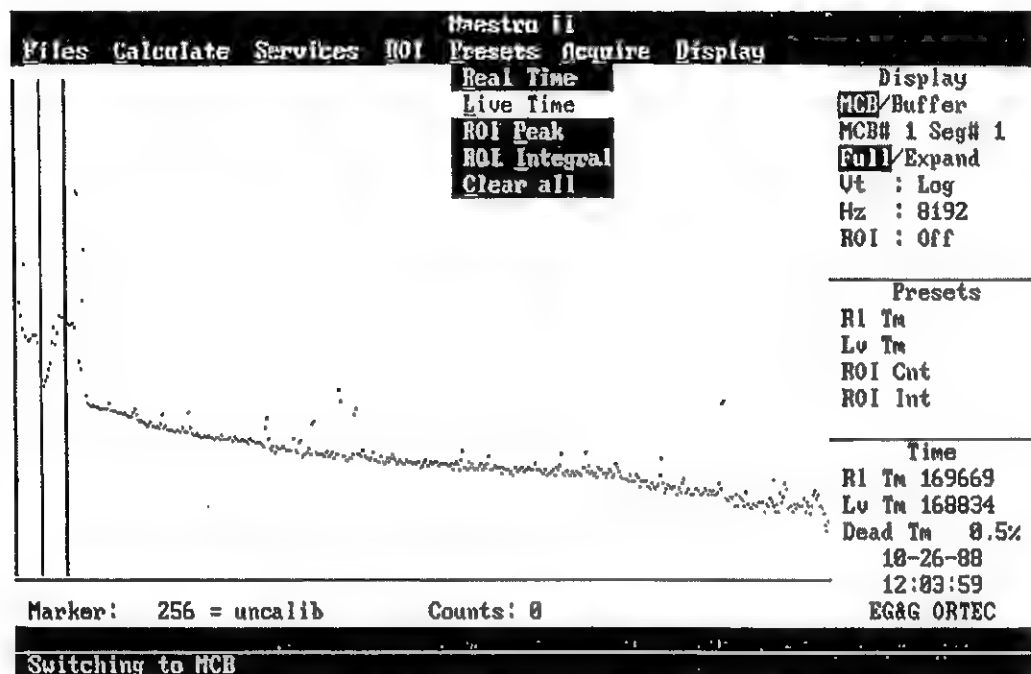 Maestro ii
Files Calculate Services ROI Presets Acquire Display
Real Time
Live Time
ROI Peak
ROI Integral
Clear all
Display
MCB/Buffer
MCB# 1 Seg# 1
Full/Expand
Vt : Log
Hz : 8192
ROI : Off
Presets
Rl Tm
Lv Tm
ROI Cnt
ROI Int
Time
Rl Tm 169669
Lv Tm 168834
Dead Tm 0.5%
10-26-88
12:03:59
EG&G ORTEC
Marker: 256 = uncalib Counts: 0
Switching to MCB